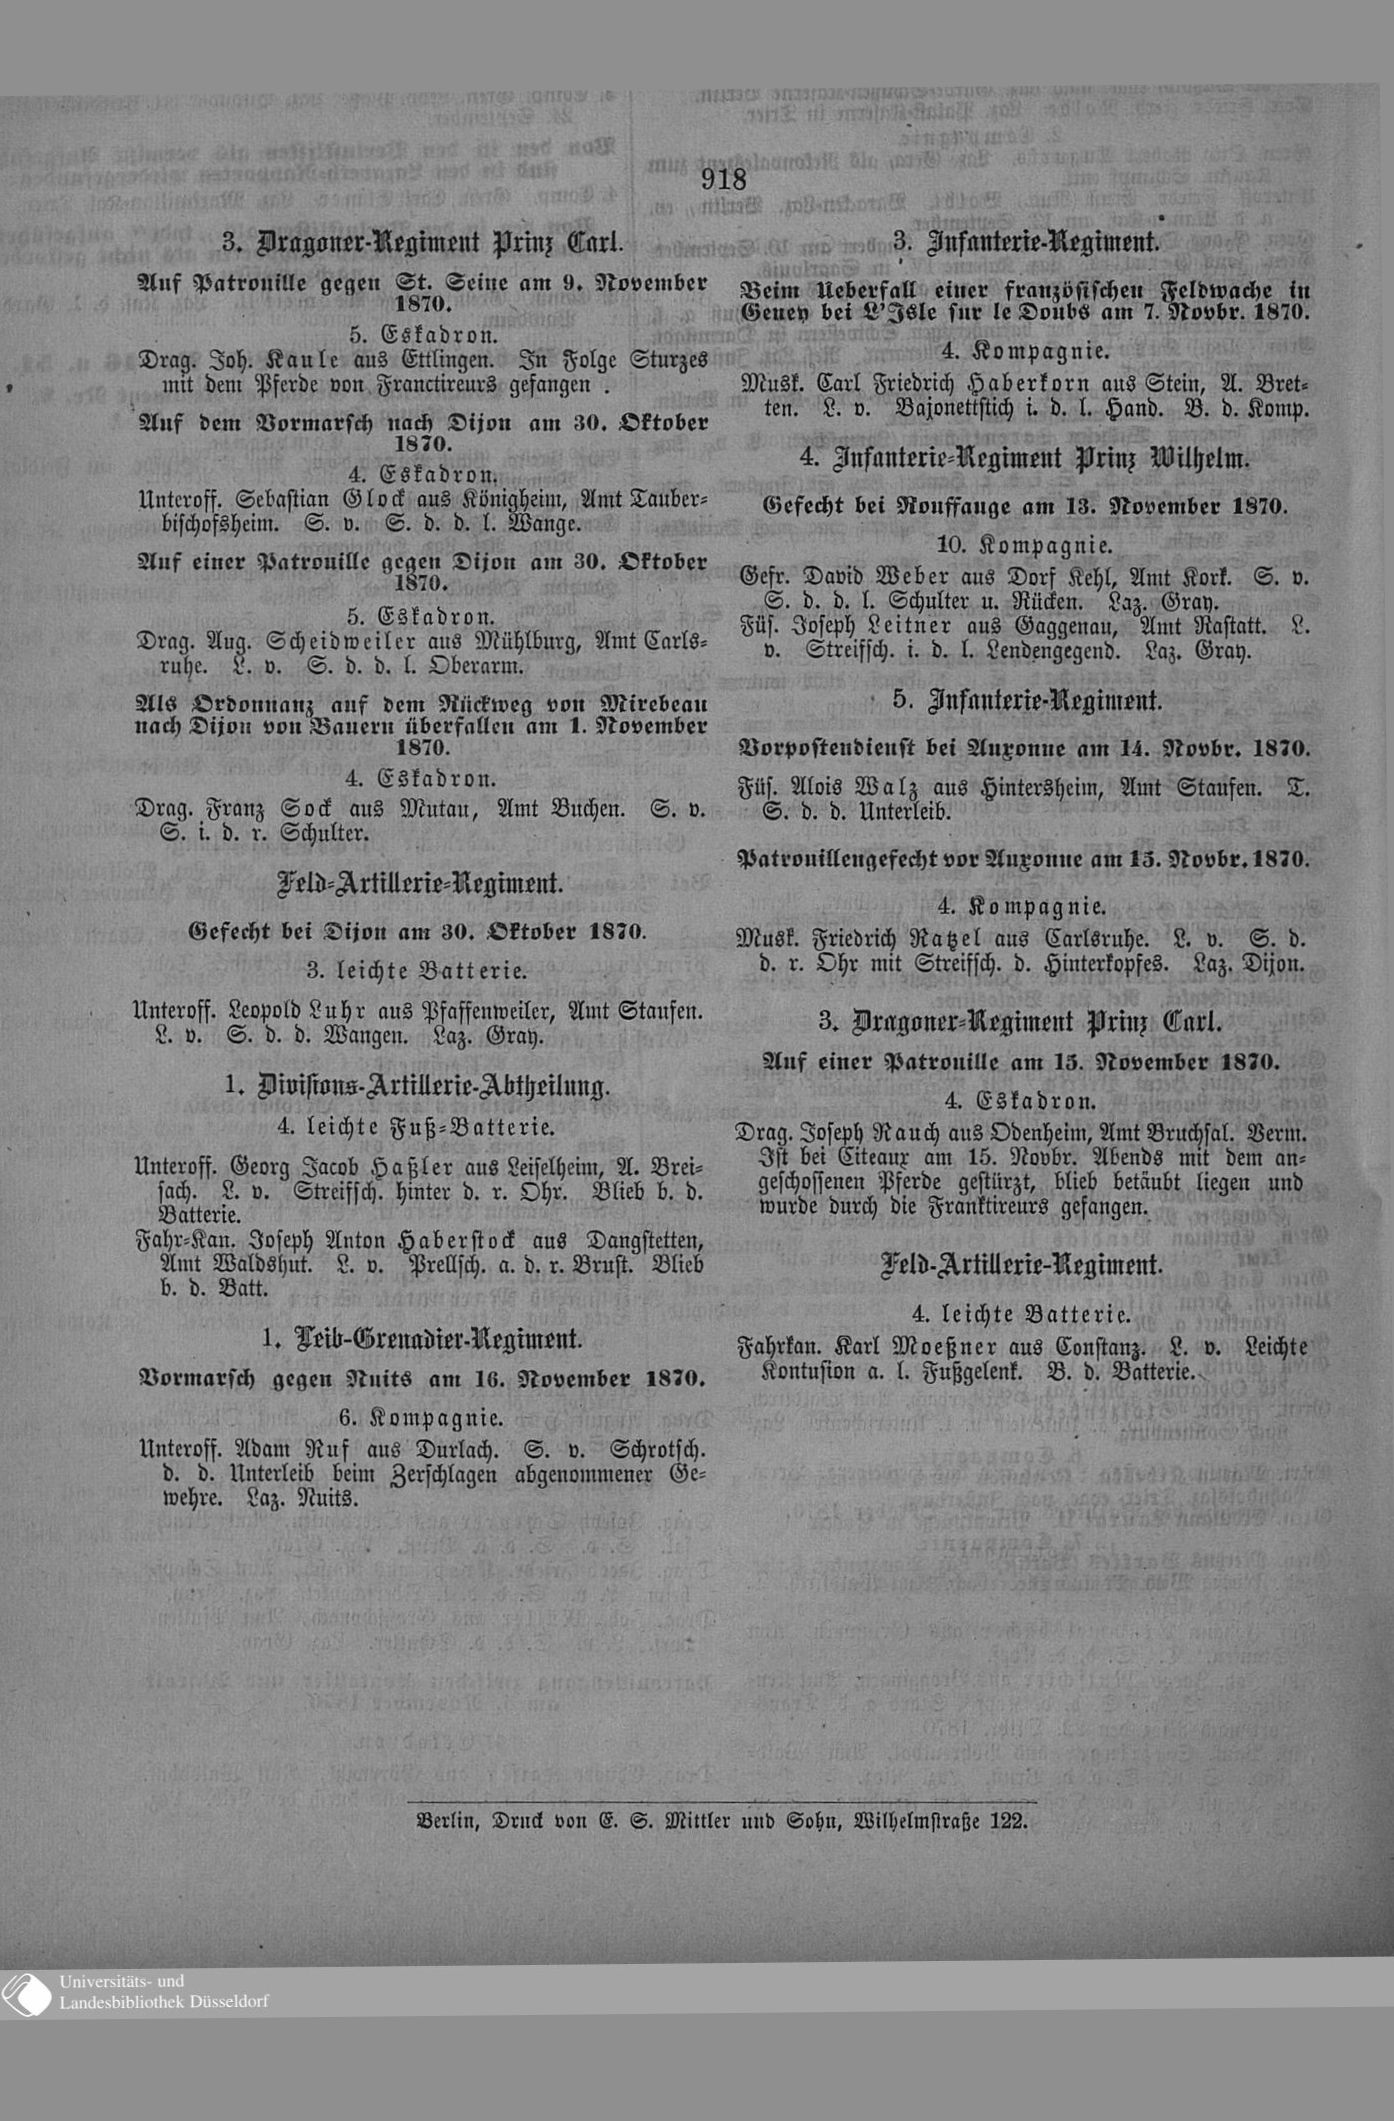 918
3. Dragoner-Regiment Prinz Carl.
Auf Patrouille gegen St. Seine am 9. November
1870.
5. Eskadron.
Drag. Joh. Kaule aus Ettlingen. In Folge Sturzes
mit dem Pferde von Franctireurs gefangen .
Auf dem Vormarsch nach Dijon am 30. Oktober
1870.
4. Eskadron.
Unteroff. Sebastian Glock aus Königheim, Amt Tauber-
bischofsheim. S. v. S. d. d. l. Wange.
Auf einer Patrouille gegen Dijon am 30. Oktober
1870.
5. Eskadron.
Drag. Aug. Scheidweiler aus Mühlburg, Amt Carls-
ruhe. L. v. S. d. d. l. Oberarm.
Als Ordonnanz auf dem Rückweg von Mirebeau
nach Dijon von Bauern überfallen am 1. November
1870.
4. Eskadron.
Drag. Franz Sock aus Mutau, Amt Buchen. S. v.
S. i. d. r. Schulter.
Feld-Artillerie-Regiment.
Gefecht bei Dijon am 30. Oktober 1870.
3. leichte Batterie.
Unteroff. Leopold Luhr aus Pfaffenweiler, Amt Staufen.
L. v. S. d. d. Wangen. Laz. Gray.
1. Divisions-Artillerie-Abtheilung.
4. leichte Fuß-Batterie.
Unteroff. Georg Jacob Haßler aus Leiselheim, A. Brei-
sach. L. v. Streifsch. hinter d. r. Ohr. Blieb b. d.
Batterie.
Fahr-Kan. Joseph Anton Haberstock aus Dangstetten,
Amt Waldshut. L. v. Prellsch. a. d. r. Brust. Blieb
b. d. Batt.
1. Leib-Grenadier-Regiment.
Vormarsch gegen Nuits am 16. November 1870.
6. Kompagnie.
Unteroff. Adam Ruf aus Durlach. S. v. Schrotsch.
d. d. Unterleib beim Zerschlagen abgenommener Ge-
wehre. Laz. Nuits.
3. Infanterie-Regiment.
Beim Ueberfall einer französischen Feldwache in
Geney bei L'Isle sur le Doubs am 7. Novbr. 1870.
4. Kompagnie.
Musk. Carl Friedrich Haberkorn aus Stein, A. Bret-
ten. L. v. Bajonettstich i. d. l. Hand. B. d. Komp.
4. Infanterie-Regiment Prinz Wilhelm.
Gefecht bei Rouffange am 13. November 1870.
10. Kompagnie.
Gefr. David Weber aus Dorf Kehl, Amt Kork. S. v.
S. d. d. l. Schulter u. Rücken. Laz. Gray.
Füs. Joseph Leitner aus Gaggenau, Amt Rastatt. L.
v. Streifsch. i. d. l. Lendengegend. Laz. Gray.
5. Infanterie-Regiment.
Vorpostendienst bei Auxonne am 14. Novbr. 1870.
Füs. Alois Walz aus Hintersheim, Amt Staufen. T.
S. d. d. Unterleib.
Patrouillengefecht vor Auxonne am 15. Novbr. 1870.
4. Kompagnie.
Musk. Friedrich Ratzel aus Carlsruhe. L. v. S. d.
d. r. Ohr mit Streifsch. d. Hinterkopfes. Laz. Dijon.
3. Dragoner-Regiment Prinz Carl.
Auf einer Patrouille am 15. November 1870.
4. Eskadron.
Drag. Joseph Rauch aus Odenheim, Amt Bruchsal. Verm.
Ist bei Citeaux am 15. Novbr. Abends mit dem an-
geschossenen Pferde gestürzt, blieb betäubt liegen und
wurde durch die Franktireurs gefangen.
Feld-Artillerie-Regiment.
4. leichte Batterie.
Fahrkan. Karl Moeßner aus Constanz. L. v. Leichte
Kontusion a. l. Fußgelenk. B. d. Batterie.
Berlin, Druck von E. S. Mittler und Sohn, Wilhelmstraße 122.
Universitäts- und
Landesbibliothek Düsseldorf